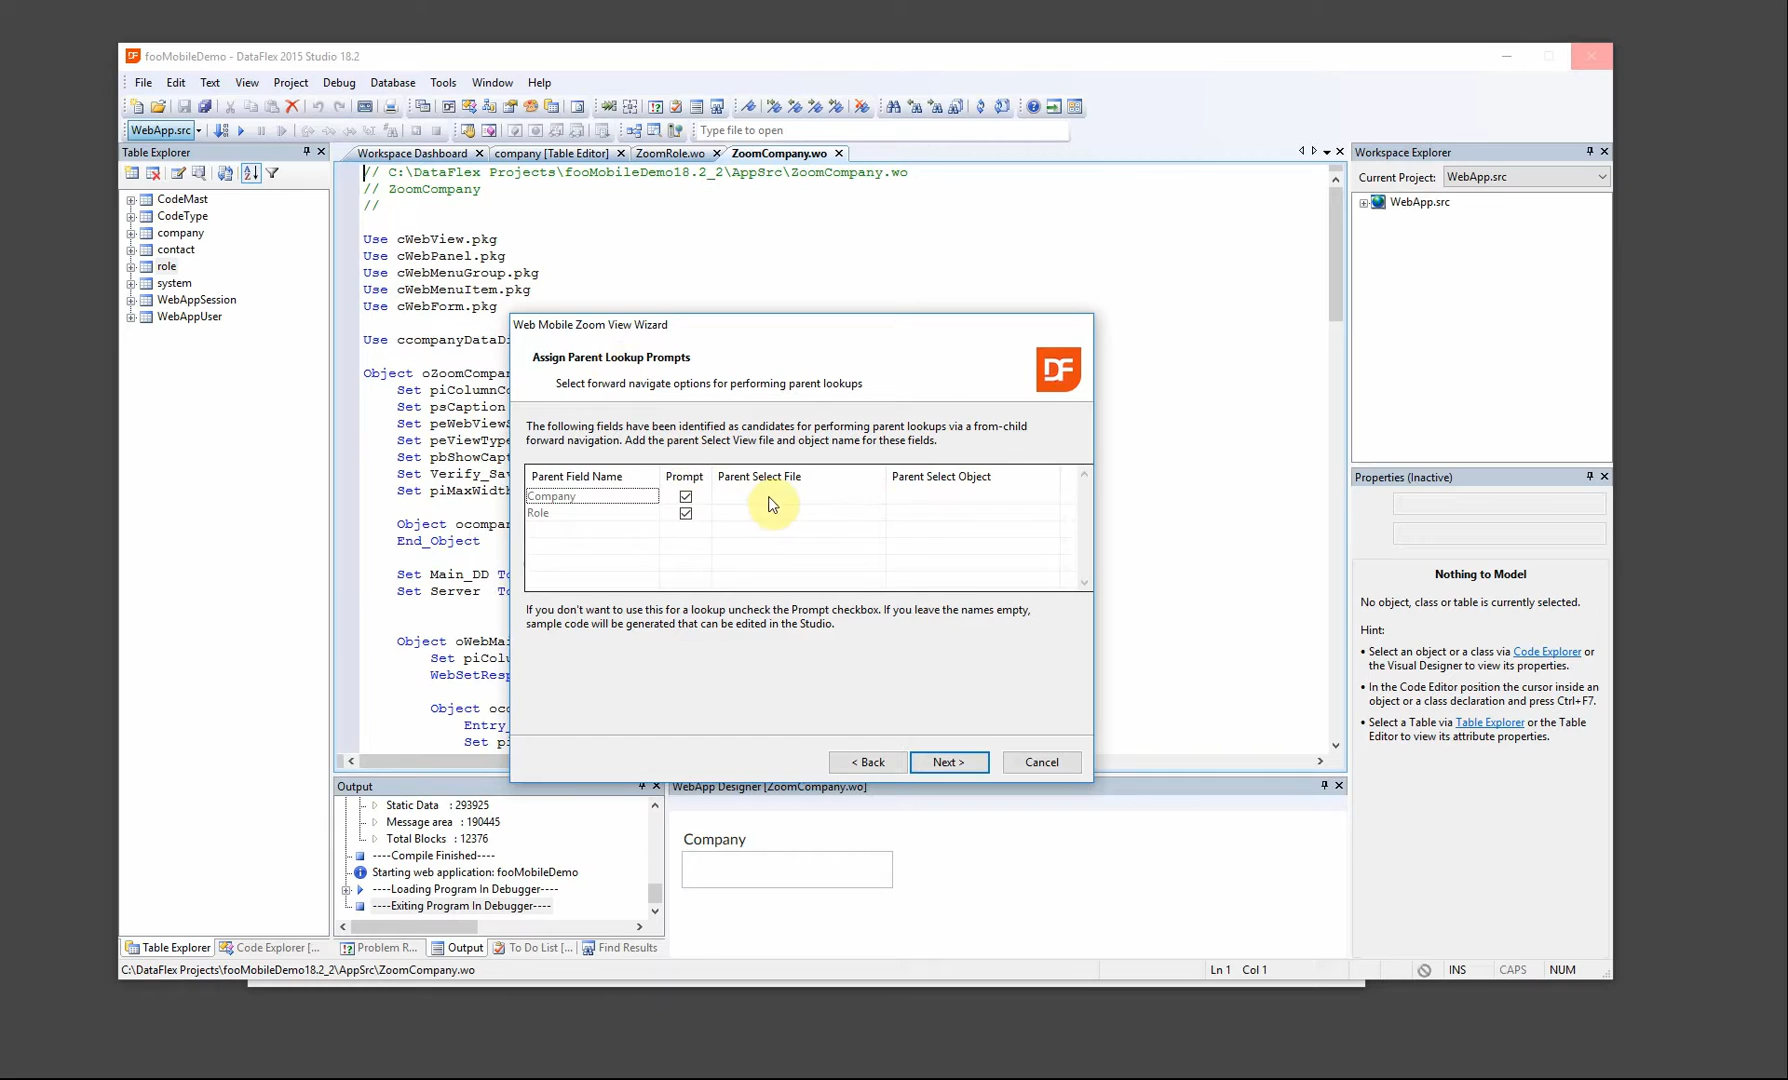 fooMobileDemo - DataFlex 2015 Studio 18.2
File Edit Text View Project Debug Database Tools Window Help
WebApp.src Type file to open
Table Explorer
CodeMast
CodeType
company
contact
role
system
WebAppSession
WebAppUser
Workspace Dashboard company [Table Editor] ZoomRole.wo ZoomCompany.wo
// C:\DataFlex Projects\fooMobileDemo18.2_2\AppSrc\ZoomCompany.wo
// ZoomCompany
//
Use cWebView.pkg
Use cWebPanel.pkg
Use cWebMenuGroup.pkg
Use cWebMenuItem.pkg
Use cWebForm.pkg
Use ccompanyDataDi
Object oZoomCompan
Set piColumnCo
Set psCaption
Set peWebViewS
Set peViewType
Set pbShowCapt
Set Verify_Sav
Set piMaxWidth
Object ocompan
End_Object
Set Main_DD To
Set Server To
Object oWebMai
Set piColu
WebSetResp
Object oco
Entry_
Set pi
Web Mobile Zoom View Wizard
Assign Parent Lookup Prompts
Select forward navigate options for performing parent lookups
DF
The following fields have been identified as candidates for performing parent lookups via a from-child
forward navigation. Add the parent Select View file and object name for these fields.
Parent Field Name Prompt Parent Select File Parent Select Object
Company
Role
If you don't want to use this for a lookup uncheck the Prompt checkbox. If you leave the names empty,
sample code will be generated that can be edited in the Studio.
< Back Next > Cancel
Workspace Explorer
Current Project: WebApp.src
WebApp.src
Properties (Inactive)
Nothing to Model
No object, class or table is currently selected.
Hint:
• Select an object or a class via Code Explorer or
the Visual Designer to view its properties.
• In the Code Editor position the cursor inside an
object or a class declaration and press Ctrl+F7.
• Select a Table via Table Explorer or the Table
Editor to view its attribute properties.
Output
Static Data : 293925
Message area : 190445
Total Blocks : 12376
----Compile Finished----
Starting web application: fooMobileDemo
----Loading Program In Debugger----
----Exiting Program In Debugger----
WebApp Designer [ZoomCompany.wo]
Company
Table Explorer Code Explorer [... Problem R... Output To Do List [... Find Results
C:\DataFlex Projects\fooMobileDemo18.2_2\AppSrc\ZoomCompany.wo Ln 1 Col 1 INS CAPS NUM